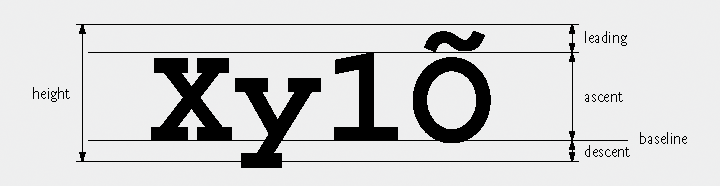 leading
height
Xy1Õ
ascent
baseline
descent